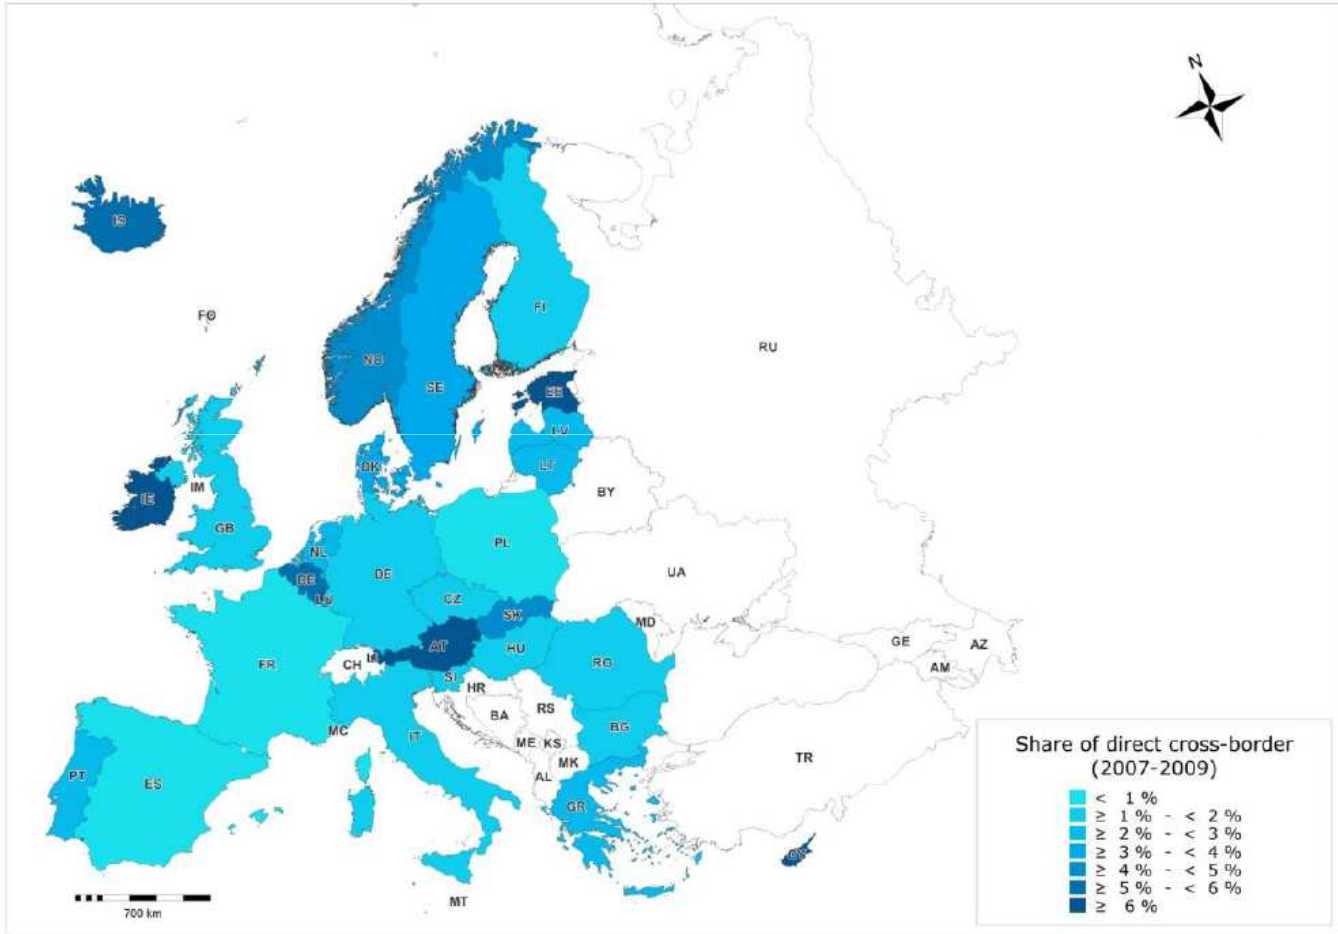 N
IS
FO
FI
RU
NO
SE
EE
LV
DK
LT
IM
IE
BY
GB
PL
NL
DE
UA
BE
LU
CZ
SK
MD
AT
HU
GE
AZ
FR
CH
LI
RO
AM
SI
HR
RS
BA
BG
MC
IT
ME
KS
Share of direct cross-border
(2007-2009)
MK
TR
PT
ES
AL
GR
< 1 %
≥ 1 % - < 2 %
≥ 2 % - < 3 %
≥ 3 % - < 4 %
≥ 4 % - < 5 %
≥ 5 % - < 6 %
≥ 6 %
CY
MT
700 km